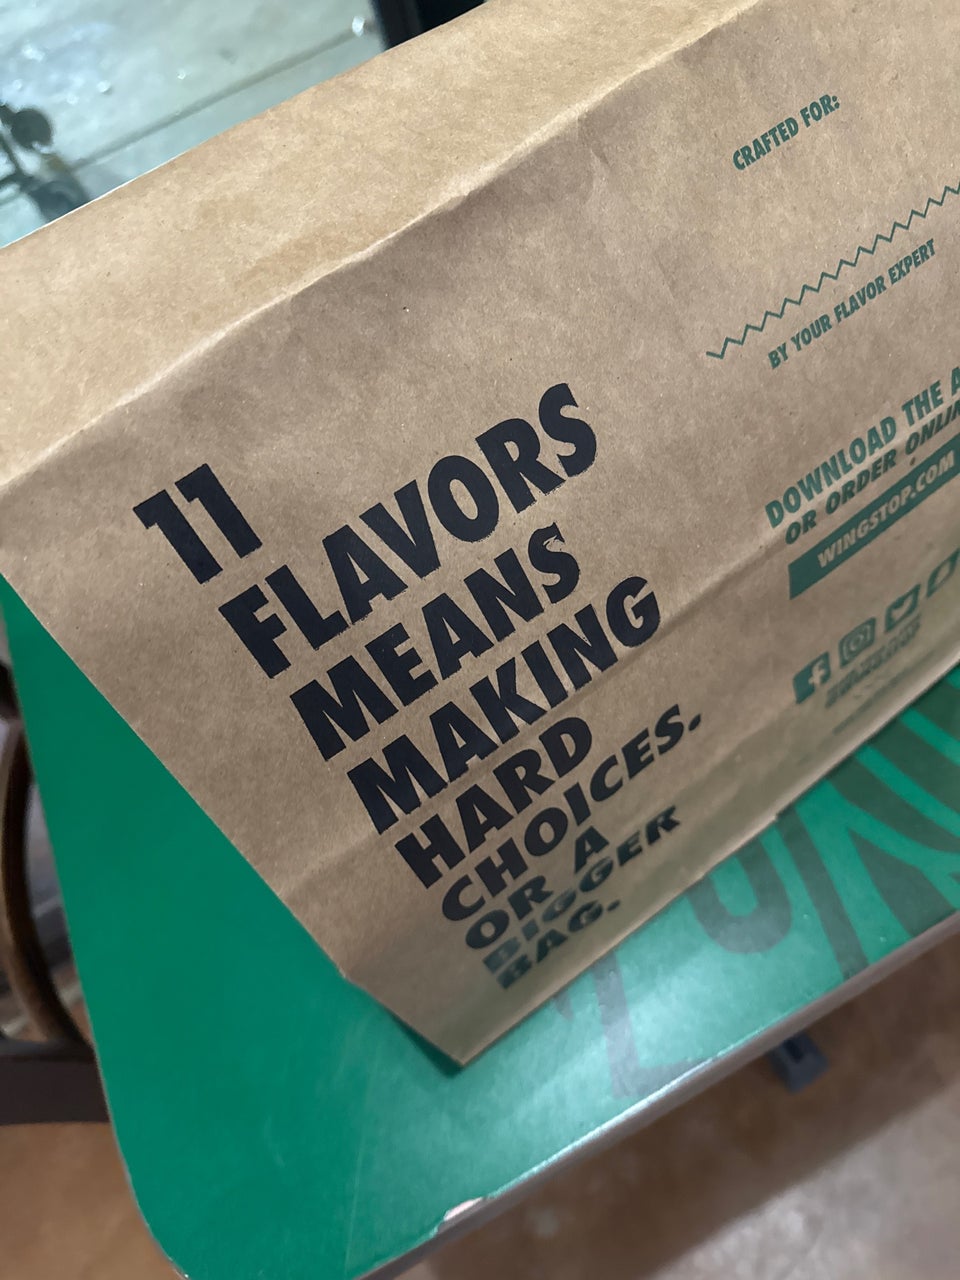 11
FLAVORS
MEANS
MAKING
HARD
CHOICES.
OR A
BIGGER
BAG.
CRAFTED FOR:
BY YOUR FLAVOR EXPERT
DOWNLOAD THE A
OR ORDER ONLIN
WINGSTOP.COM